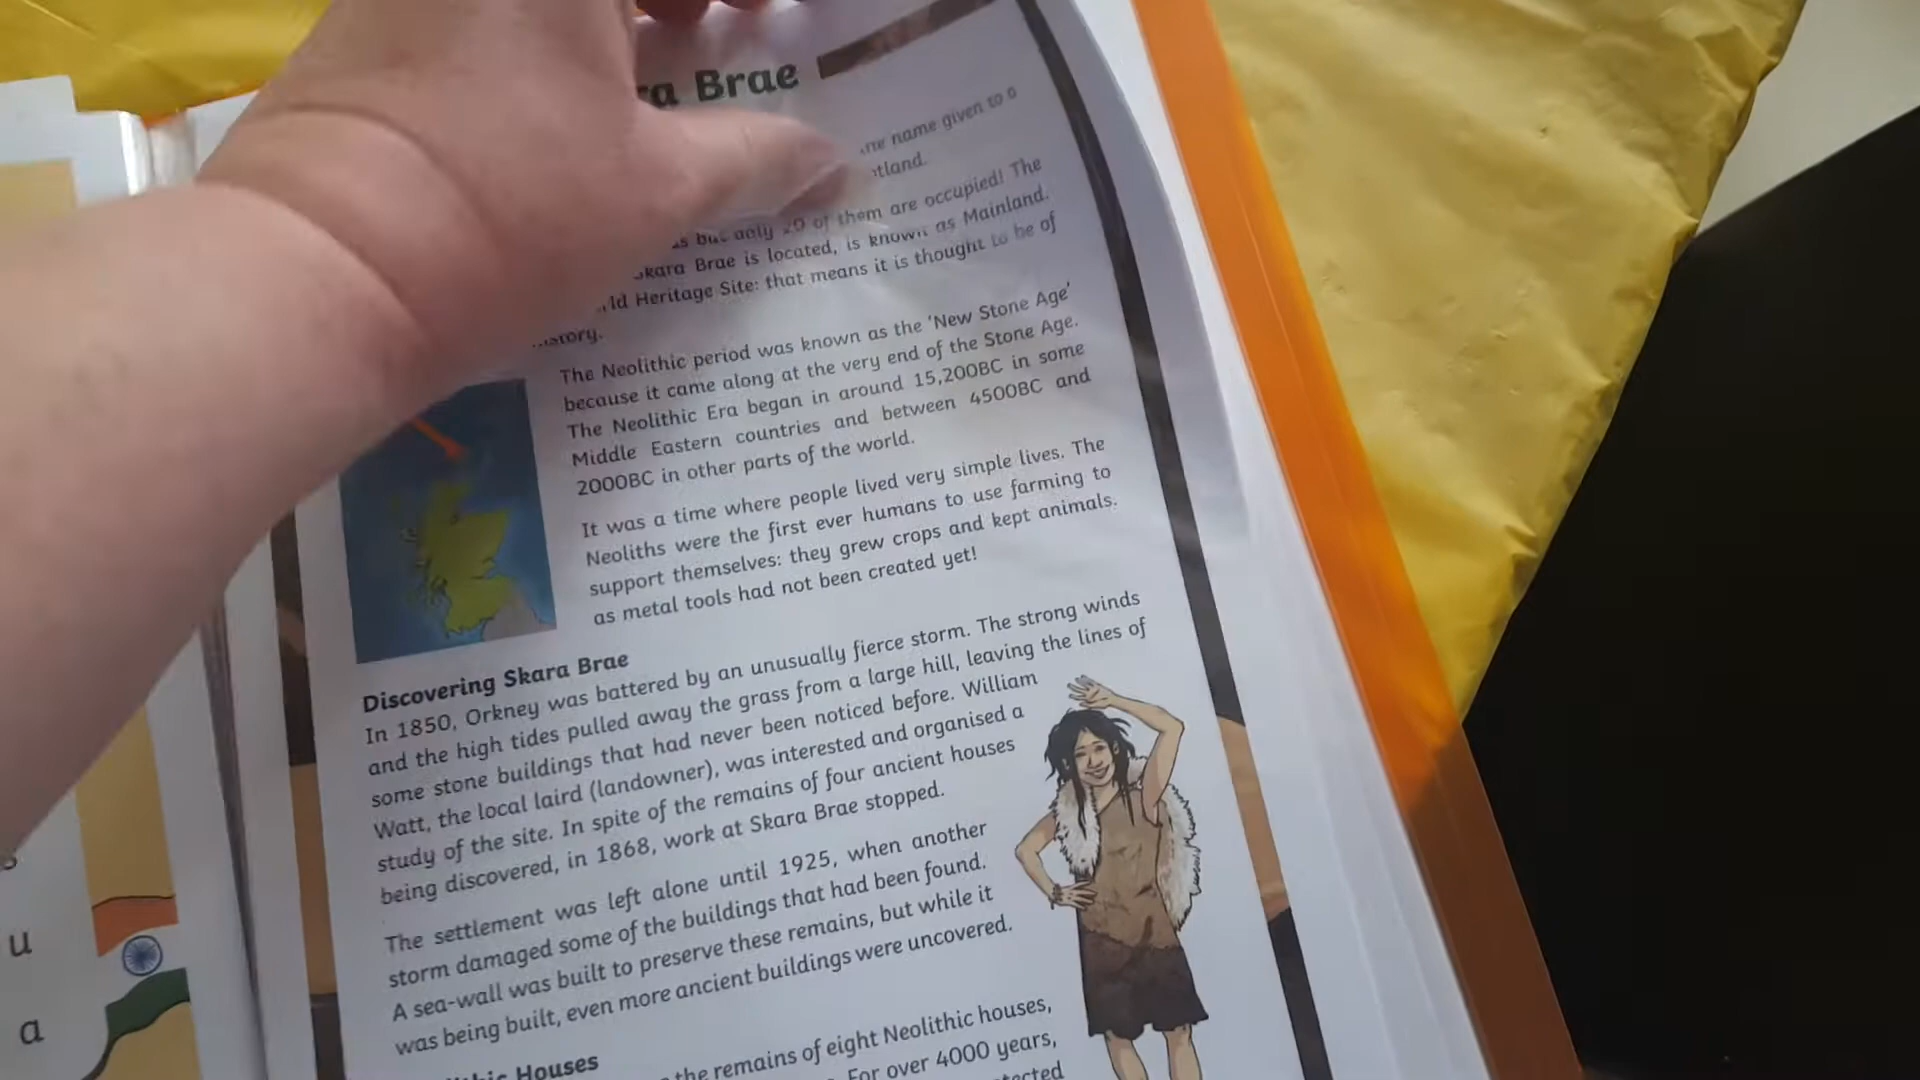 Brae
name given to a
only 20 of them are occupied! The
Brae is located, is known as Mainland.
Heritage Site: that means it is thought to be of
The Neolithic period was known as the 'New Stone Age'
because it came along at the very end of the Stone Age.
The Neolithic Era began in around 15,200BC in some
Middle Eastern countries and between 4500BC and
2000BC in other parts of the world.
It was a time where people lived very simple lives. The
Neoliths were the first ever humans to use farming to
support themselves: they grew crops and kept animals.
as metal tools had not been created yet!
Discovering Skara Brae
In 1850, Orkney was battered by an unusually fierce storm. The strong winds
and the high tides pulled away the grass from a large hill, leaving the lines of
some stone buildings that had never been noticed before. William
Watt, the local laird (landowner), was interested and organised a
study of the site. In spite of the remains of four ancient houses
being discovered, in 1868, work at Skara Brae stopped.
The settlement was left alone until 1925, when another
storm damaged some of the buildings that had been found.
A sea-wall was built to preserve these remains, but while it
was being built, even more ancient buildings were uncovered.
Houses
the remains of eight Neolithic houses,
For over 4000 years,
u
a